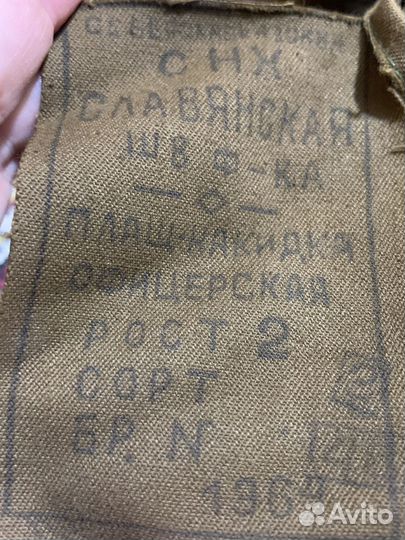 СНХ
СЛАВЯНСКАЯ
ШВ Ф-КА
ПЛАЩ-НАКИДКА
ОФИЦЕРСКАЯ
РОСТ 2
СОРТ
БР. N
Avito